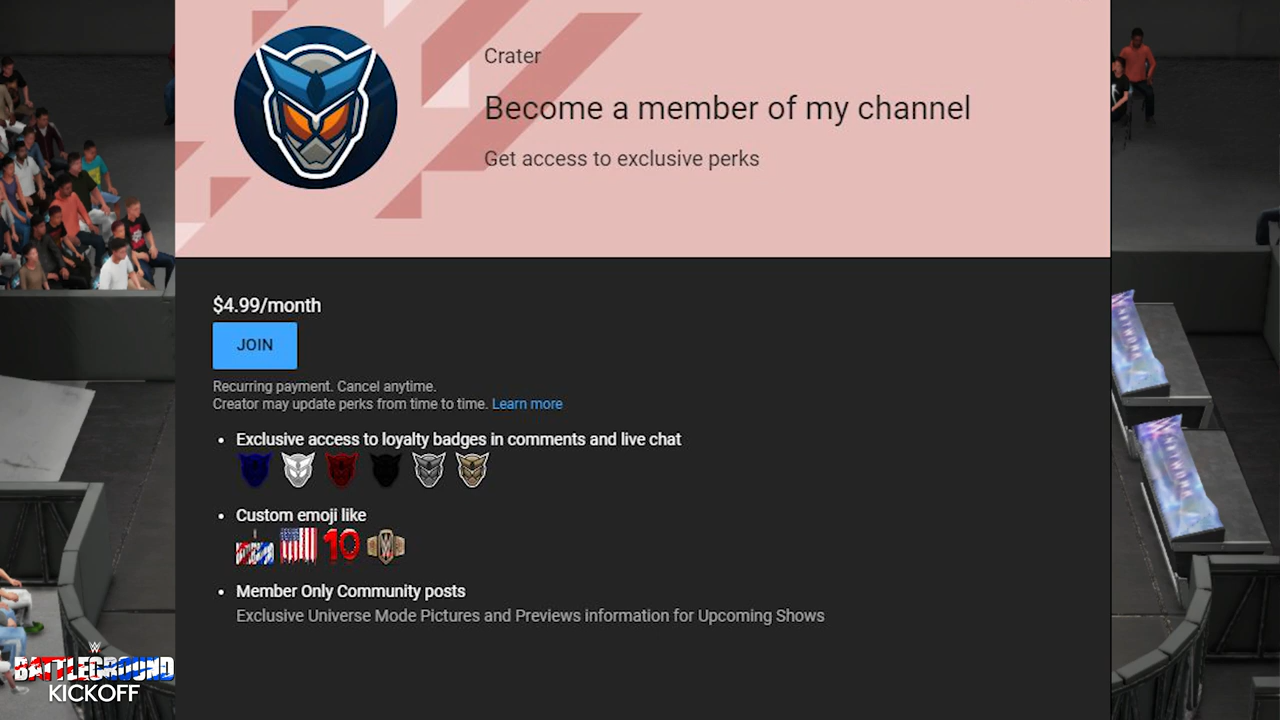 Crater
Become a member of my channel
Get access to exclusive perks
$4.99/month
JOIN
Recurring payment. Cancel anytime.
Creator may update perks from time to time. Learn more
Exclusive access to loyalty badges in comments and live chat
Custom emoji like
10
Member Only Community posts
Exclusive Universe Mode Pictures and Previews information for Upcoming Shows
NETWORK
NETWORK
W
BATTLEGROUND
KICKOFF